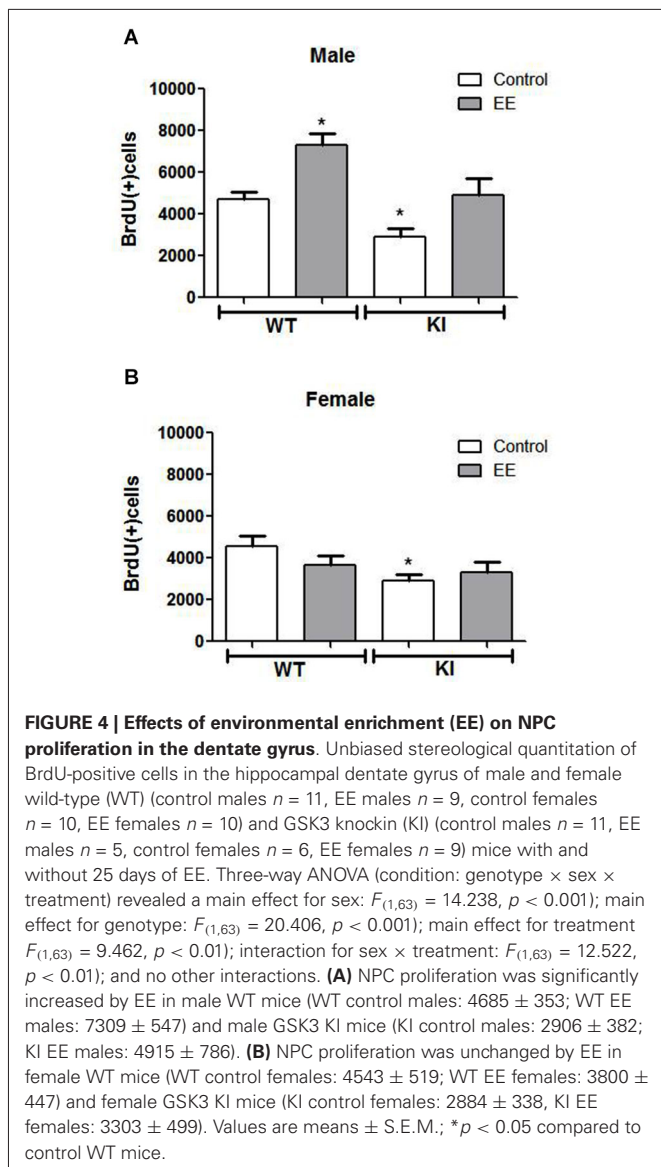 A
Male
Control
EE
10000
8000
6000
4000
2000
0
BrdU(+)cells
*
*
WT
KI
B
Female
Control
EE
10000
8000
6000
4000
2000
0
BrdU(+)cells
*
WT
KI
FIGURE 4 | Effects of environmental enrichment (EE) on NPC
proliferation in the dentate gyrus. Unbiased stereological quantitation of
BrdU-positive cells in the hippocampal dentate gyrus of male and female
wild-type (WT) (control males n = 11, EE males n = 9, control females
n = 10, EE females n = 10) and GSK3 knockin (KI) (control males n = 11, EE
males n = 5, control females n = 6, EE females n = 9) mice with and
without 25 days of EE. Three-way ANOVA (condition: genotype × sex ×
treatment) revealed a main effect for sex: F(1,63) = 14.238, p < 0.001); main
effect for genotype: F(1,63) = 20.406, p < 0.001); main effect for treatment
F(1,63) = 9.462, p < 0.01); interaction for sex × treatment: F(1,63) = 12.522,
p < 0.01); and no other interactions. (A) NPC proliferation was significantly
increased by EE in male WT mice (WT control males: 4685 ± 353; WT EE
males: 7309 ± 547) and male GSK3 KI mice (KI control males: 2906 ± 382;
KI EE males: 4915 ± 786). (B) NPC proliferation was unchanged by EE in
female WT mice (WT control females: 4543 ± 519; WT EE females: 3800 ±
447) and female GSK3 KI mice (KI control females: 2884 ± 338, KI EE
females: 3303 ± 499). Values are means ± S.E.M.; *p < 0.05 compared to
control WT mice.